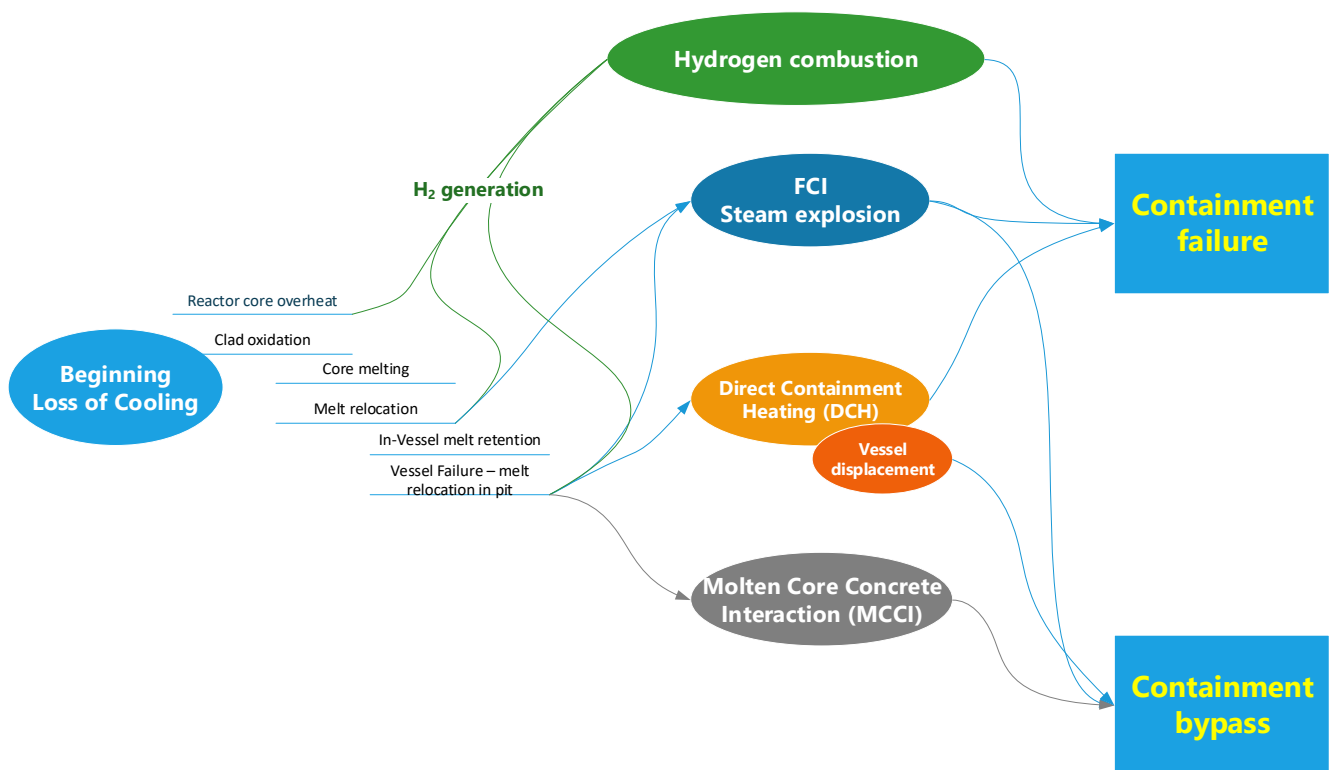 Hydrogen combustion
H₂ generation
FCI
Steam explosion
Containment
failure
Reactor core overheat
Clad oxidation
Beginning
Loss of Cooling
Core melting
Melt relocation
In-Vessel melt retention
Vessel Failure – melt
relocation in pit
Direct Containment
Heating (DCH)
Vessel
displacement
Molten Core Concrete
Interaction (MCCI)
Containment
bypass